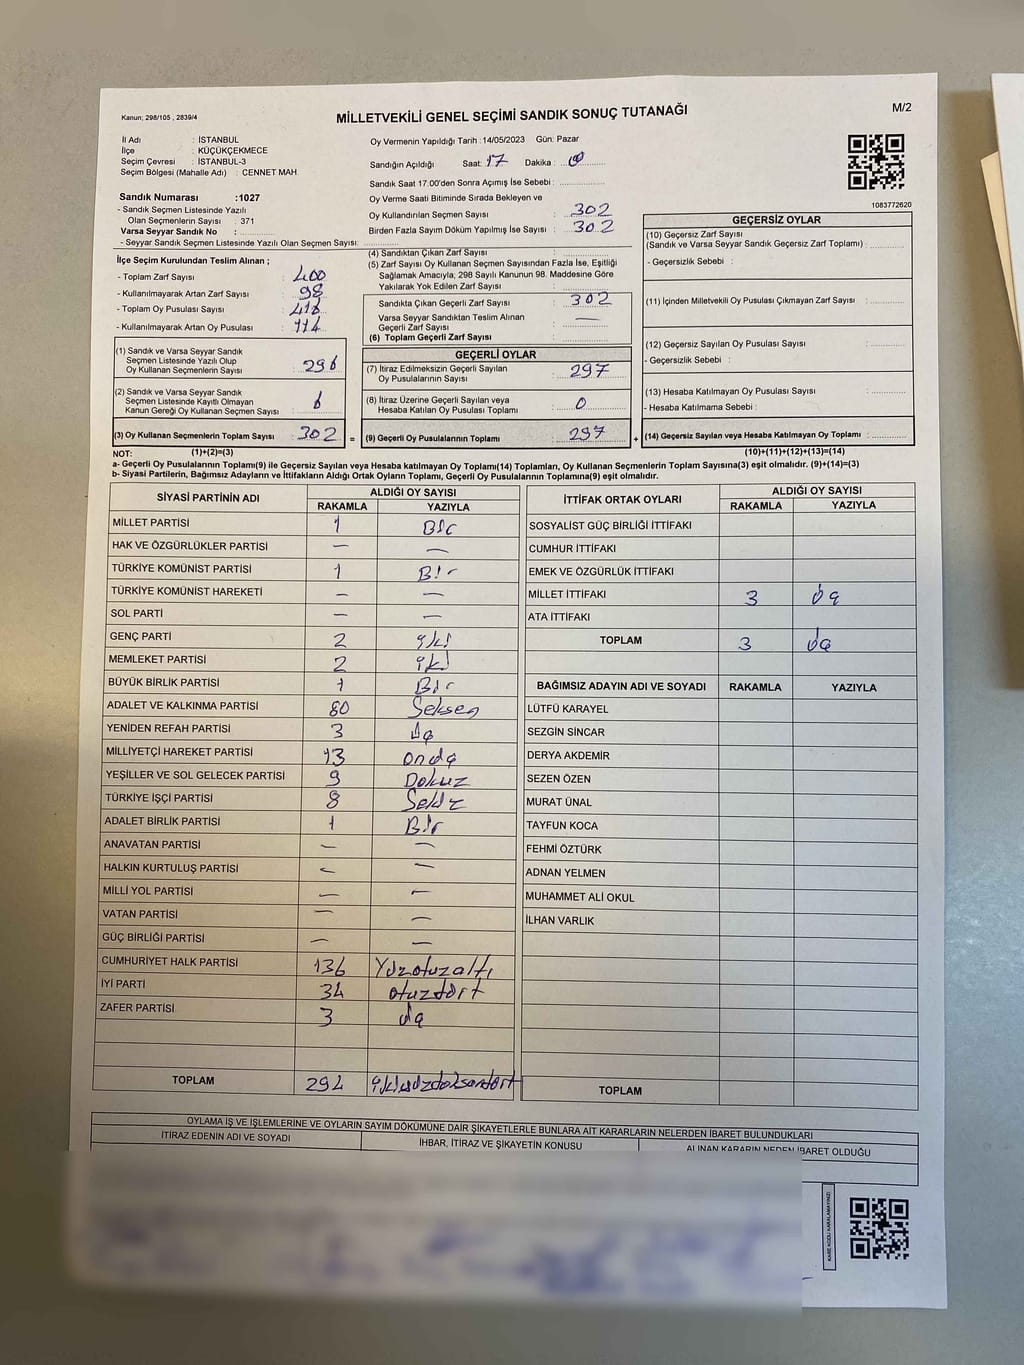 Kanun; 298/105 , 2839/4
MİLLETVEKİLİ GENEL SEÇİMİ SANDIK SONUÇ TUTANAĞI
M/2
İl Adı : İSTANBUL
İlçe : KÜÇÜKÇEKMECE
Seçim Çevresi : İSTANBUL-3
Seçim Bölgesi (Mahalle Adı) : CENNET MAH.
Oy Vermenin Yapıldığı Tarih :14/05/2023 Gün: Pazar
Sandığın Açıldığı Saat: 17 Dakika : 00
Sandık Saat 17:00'den Sonra Açımış İse Sebebi :
Sandık Numarası :1027
- Sandık Seçmen Listesinde Yazılı
Olan Seçmenlerin Sayısı : 371
Varsa Seyyar Sandık No :
- Seyyar Sandık Seçmen Listesinde Yazılı Olan Seçmen Sayısı:
Oy Verme Saati Bitiminde Sırada Bekleyen ve
Oy Kullandırılan Seçmen Sayısı : 302
Birden Fazla Sayım Döküm Yapılmış İse Sayısı : 302
1083772620
İlçe Seçim Kurulundan Teslim Alınan ;
- Toplam Zarf Sayısı : 400
- Kullanılmayarak Artan Zarf Sayısı : 98
- Toplam Oy Pusulası Sayısı : 418
- Kullanılmayarak Artan Oy Pusulası : 114
(4) Sandıktan Çıkan Zarf Sayısı :
(5) Zarf Sayısı Oy Kullanan Seçmen Sayısından Fazla İse, Eşitliği
Sağlamak Amacıyla, 298 Sayılı Kanunun 98. Maddesine Göre
Yakılarak Yok Edilen Zarf Sayısı :
Sandıkta Çıkan Geçerli Zarf Sayısı : 302
Varsa Seyyar Sandıktan Teslim Alınan
Geçerli Zarf Sayısı : —
(6) Toplam Geçerli Zarf Sayısı :
GEÇERSİZ OYLAR
(10) Geçersiz Zarf Sayısı
(Sandık ve Varsa Seyyar Sandık Geçersiz Zarf Toplamı) :
- Geçersizlik Sebebi :
(11) İçinden Milletvekili Oy Pusulası Çıkmayan Zarf Sayısı :
(12) Geçersiz Sayılan Oy Pusulası Sayısı :
- Geçersizlik Sebebi :
(13) Hesaba Katılmayan Oy Pusulası Sayısı :
- Hesaba Katılmama Sebebi :
(1) Sandık ve Varsa Seyyar Sandık
Seçmen Listesinde Yazılı Olup
Oy Kullanan Seçmenlerin Sayısı : 296
(2) Sandık ve Varsa Seyyar Sandık
Seçmen Listesinde Kayıtlı Olmayan
Kanun Gereği Oy Kullanan Seçmen Sayısı : 6
(3) Oy Kullanan Seçmenlerin Toplam Sayısı : 302 =
GEÇERLİ OYLAR
(7) İtiraz Edilmeksizin Geçerli Sayılan
Oy Pusulalarının Sayısı : 297
(8) İtiraz Üzerine Geçerli Sayılan veya
Hesaba Katılan Oy Pusulası Toplamı : 0
(9) Geçerli Oy Pusulalarının Toplamı : 297 +
(14) Geçersiz Sayılan veya Hesaba Katılmayan Oy Toplamı :
NOT: (1)+(2)=(3) (10)+(11)+(12)+(13)=(14)
a- Geçerli Oy Pusulalarının Toplamı(9) ile Geçersiz Sayılan veya Hesaba katılmayan Oy Toplamı(14) Toplamları, Oy Kullanan Seçmenlerin Toplam Sayısına(3) eşit olmalıdır. (9)+(14)=(3)
b- Siyasi Partilerin, Bağımsız Adayların ve İttifakların Aldığı Ortak Oyların Toplamı, Geçerli Oy Pusulalarının Toplamına(9) eşit olmalıdır.
SİYASİ PARTİNİN ADI ALDIĞI OY SAYISI
RAKAMLA YAZIYLA
MİLLET PARTİSİ 1 Bir
HAK VE ÖZGÜRLÜKLER PARTİSİ — —
TÜRKİYE KOMÜNİST PARTİSİ 1 Bir
TÜRKİYE KOMÜNİST HAREKETİ — —
SOL PARTİ — —
GENÇ PARTİ 2 iki
MEMLEKET PARTİSİ 2 iki
BÜYÜK BİRLİK PARTİSİ 1 Bir
ADALET VE KALKINMA PARTİSİ 80 Seksen
YENİDEN REFAH PARTİSİ 3 üç
MİLLİYETÇİ HAREKET PARTİSİ 13 onüç
YEŞİLLER VE SOL GELECEK PARTİSİ 9 Dokuz
TÜRKİYE İŞÇİ PARTİSİ 8 Sekiz
ADALET BİRLİK PARTİSİ 1 Bir
ANAVATAN PARTİSİ — —
HALKIN KURTULUŞ PARTİSİ — —
MİLLİ YOL PARTİSİ — —
VATAN PARTİSİ — —
GÜÇ BİRLİĞİ PARTİSİ — —
CUMHURİYET HALK PARTİSİ 136 Yüzotuzaltı
İYİ PARTİ 34 otuzdört
ZAFER PARTİSİ 3 üç
TOPLAM 294 ikiyüzdoksandört
İTTİFAK ORTAK OYLARI ALDIĞI OY SAYISI
RAKAMLA YAZIYLA
SOSYALİST GÜÇ BİRLİĞİ İTTİFAKI
CUMHUR İTTİFAKI
EMEK VE ÖZGÜRLÜK İTTİFAKI
MİLLET İTTİFAKI 3 üç
ATA İTTİFAKI
TOPLAM 3 üç
BAĞIMSIZ ADAYIN ADI VE SOYADI RAKAMLA YAZIYLA
LÜTFÜ KARAYEL
SEZGİN SİNCAR
DERYA AKDEMİR
SEZEN ÖZEN
MURAT ÜNAL
TAYFUN KOCA
FEHMİ ÖZTÜRK
ADNAN YELMEN
MUHAMMET ALİ OKUL
İLHAN VARLIK
TOPLAM
OYLAMA İŞ VE İŞLEMLERİNE VE OYLARIN SAYIM DÖKÜMÜNE DAİR ŞİKAYETLERLE BUNLARA AİT KARARLARIN NELERDEN İBARET BULUNDUKLARI
İTİRAZ EDENİN ADI VE SOYADI İHBAR, İTİRAZ VE ŞİKAYETİN KONUSU ALINAN KARARIN NEDEN İBARET OLDUĞU
KARE KODU KARALAMAYINIZ!